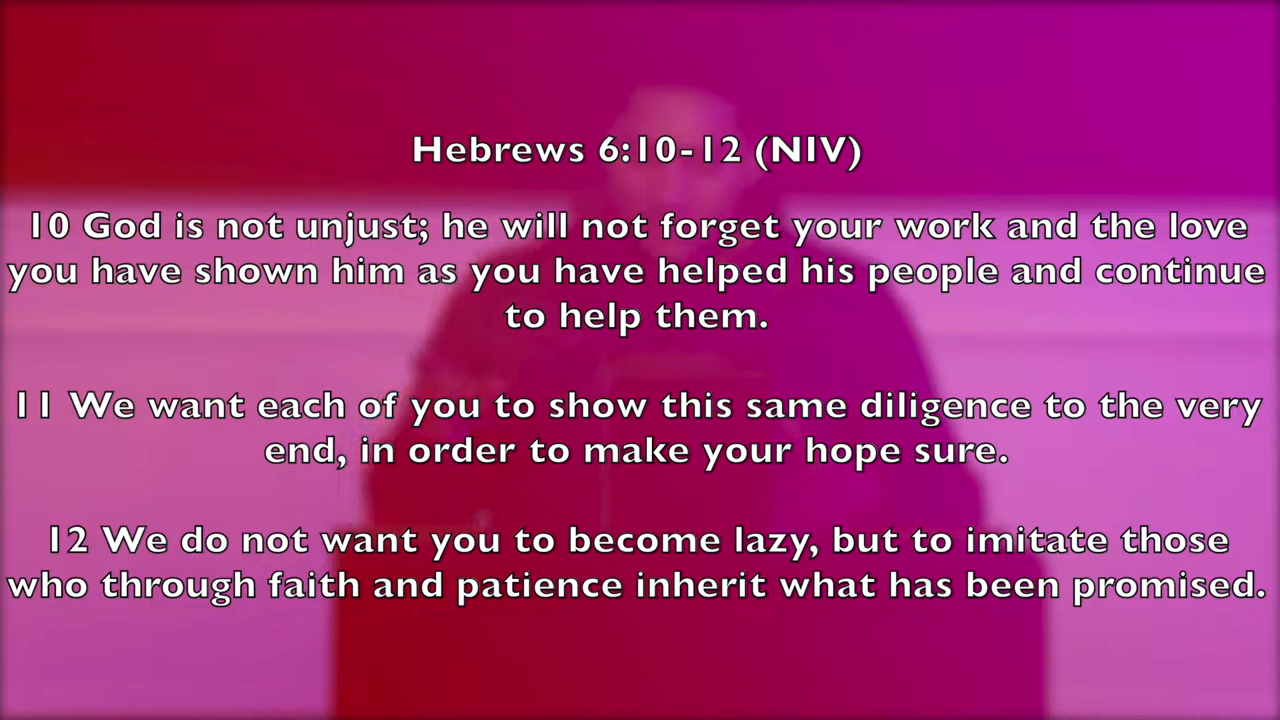 Hebrews 6:10-12 (NIV)
10 God is not unjust; he will not forget your work and the love
you have shown him as you have helped his people and continue
to help them.
11 We want each of you to show this same diligence to the very
end, in order to make your hope sure.
12 We do not want you to become lazy, but to imitate those
who through faith and patience inherit what has been promised.